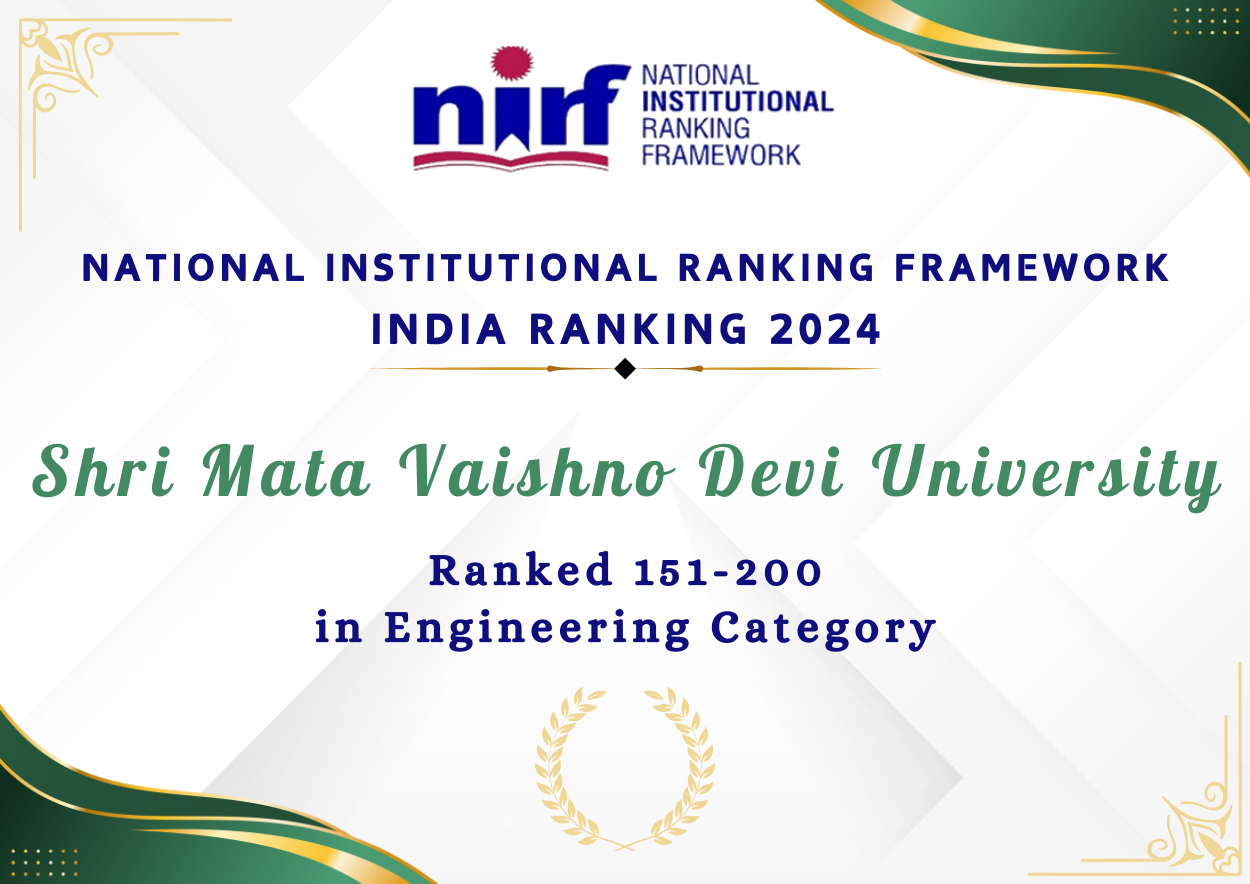 nirf
NATIONAL
INSTITUTIONAL
RANKING
FRAMEWORK
NATIONAL INSTITUTIONAL RANKING FRAMEWORK
INDIA RANKING 2024
Shri Mata Vaishno Devi University
Ranked 151-200
in Engineering Category